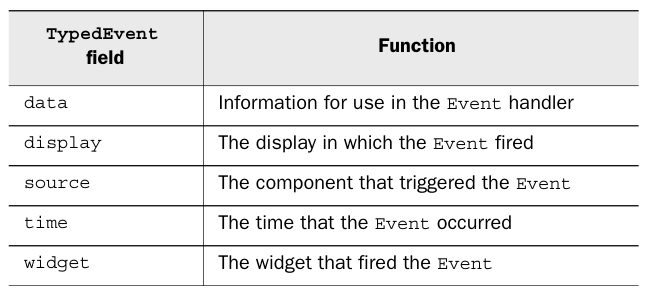 TypedEvent
field
Function
data
Information for use in the Event handler
display
The display in which the Event fired
source
The component that triggered the Event
time
The time that the Event occurred
widget
The widget that fired the Event